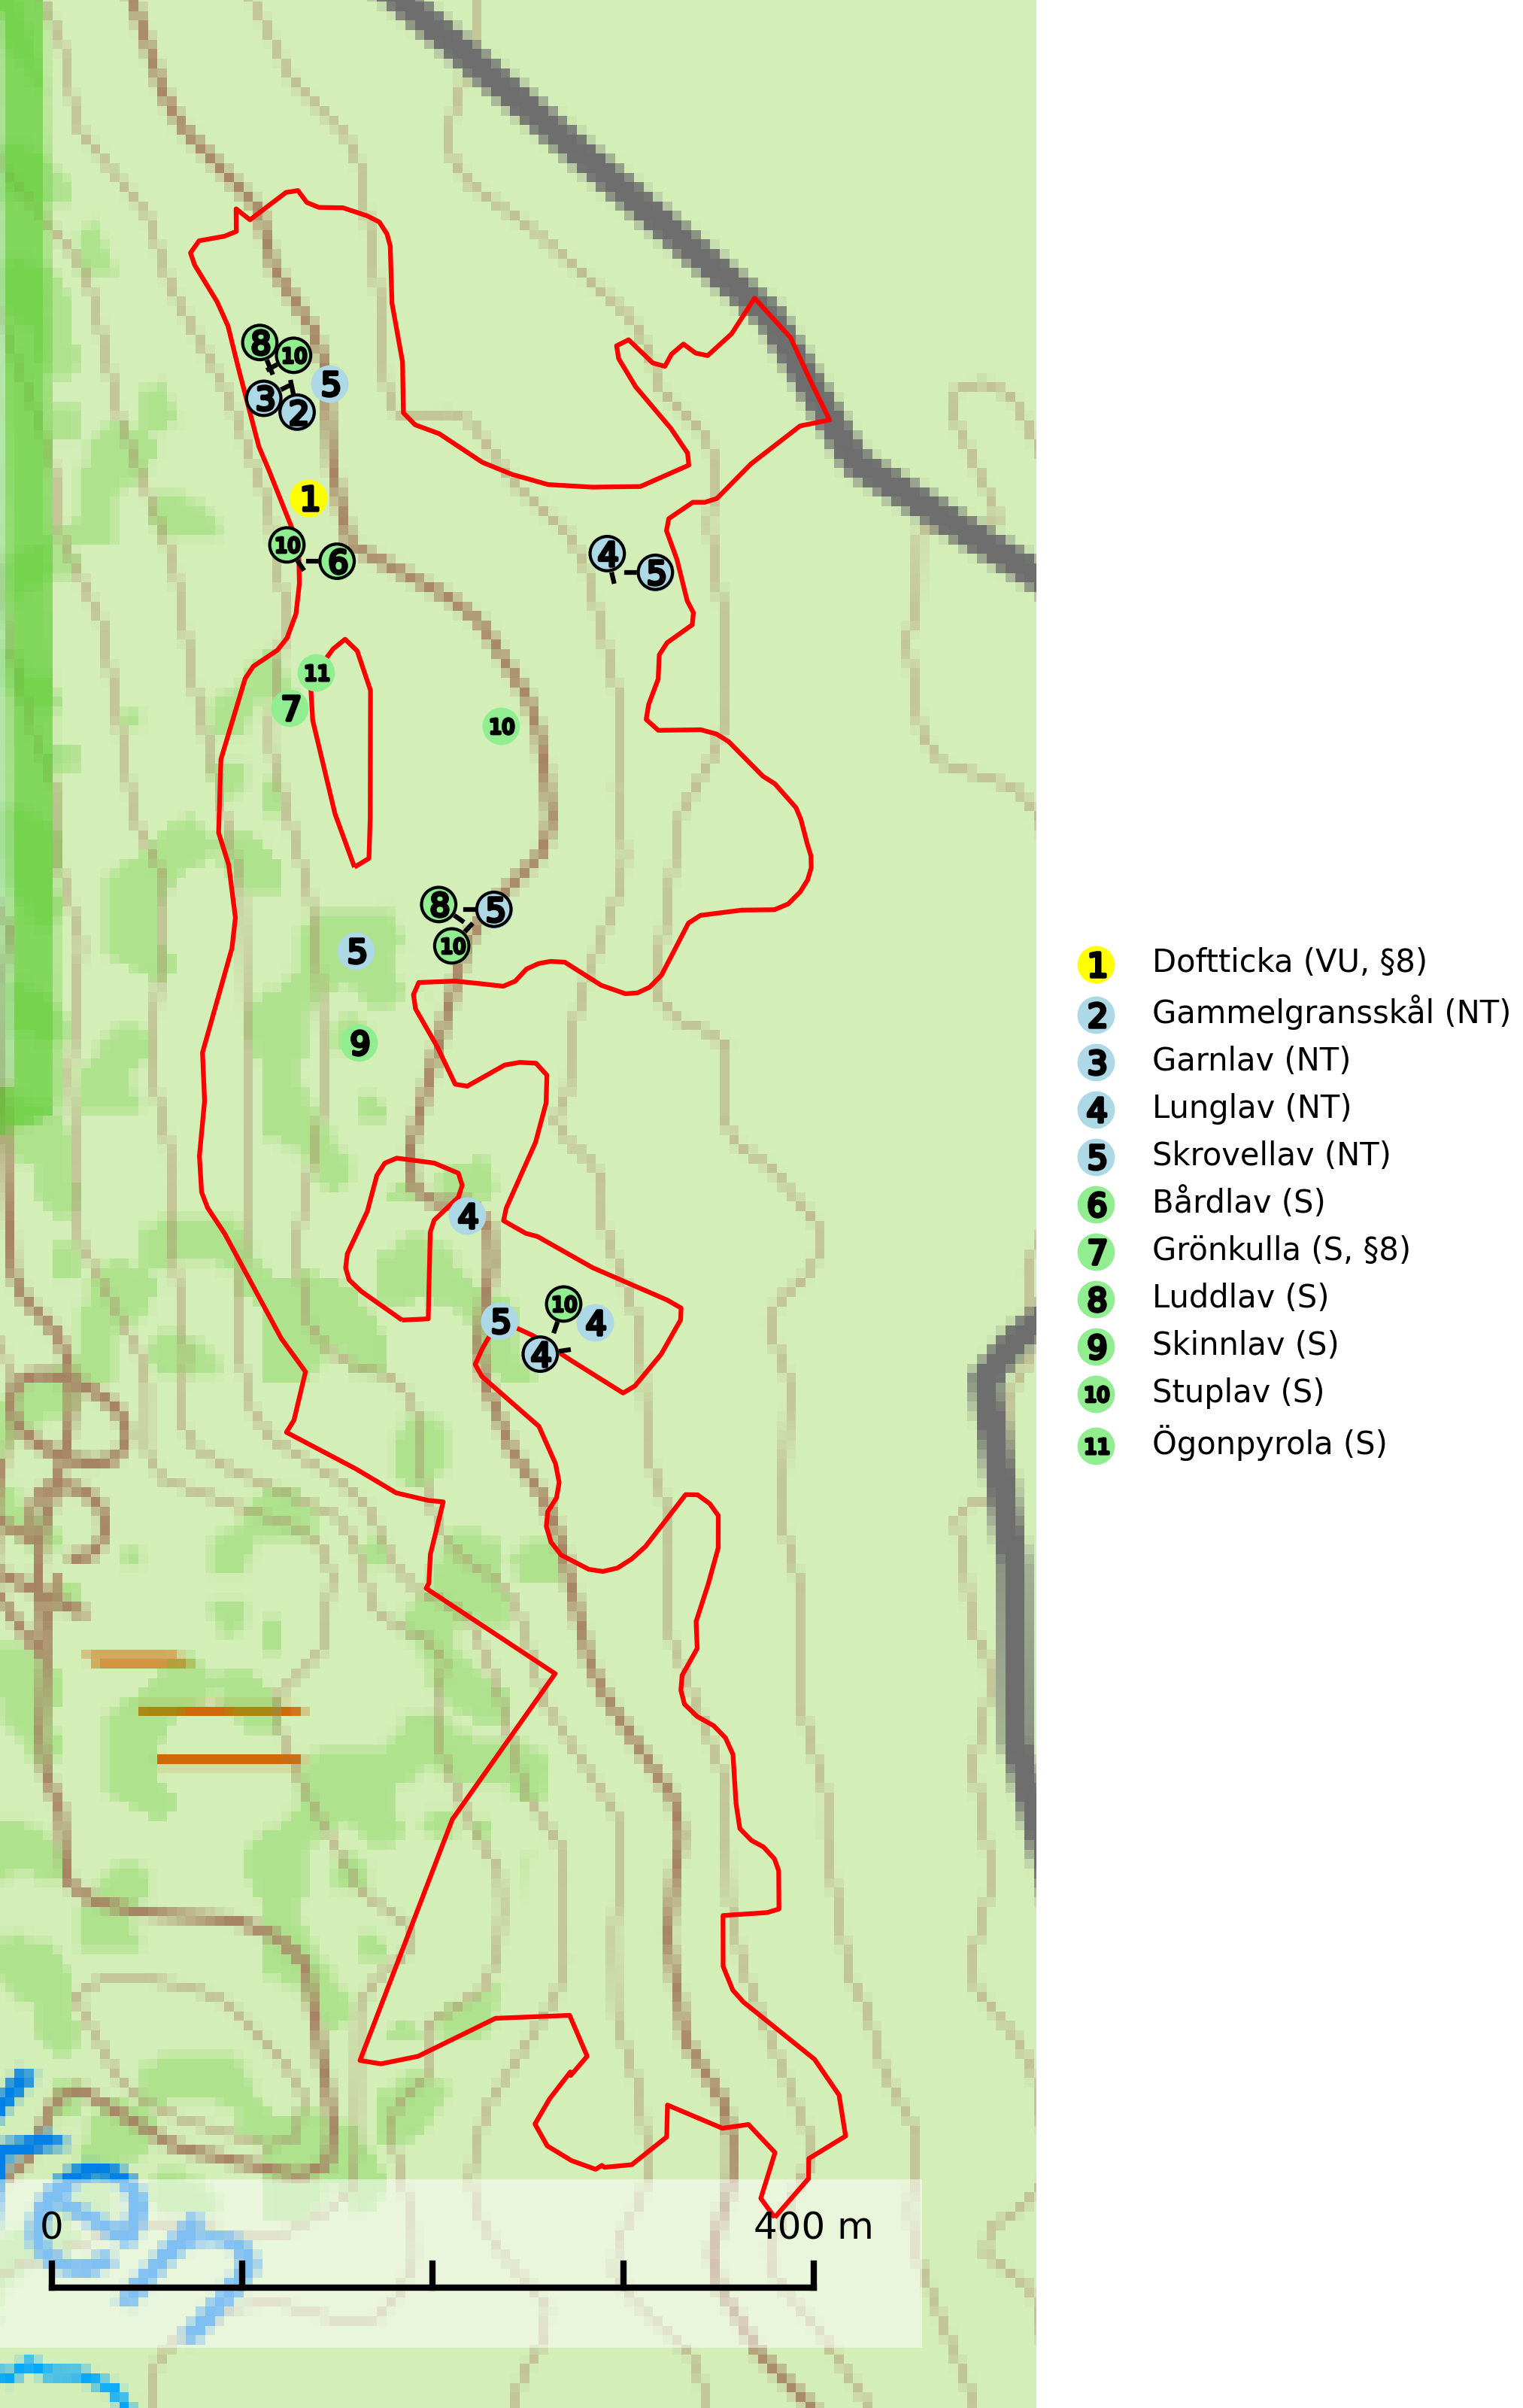 8
10
5
3
2
1
10
6
4
5
11
7
10
8
5
10
5
9
4
10
5
4
4
1 Doftticka (VU, §8)
2 Gammelgransskål (NT)
3 Garnlav (NT)
4 Lunglav (NT)
5 Skrovellav (NT)
6 Bårdlav (S)
7 Grönkulla (S, §8)
8 Luddlav (S)
9 Skinnlav (S)
10 Stuplav (S)
11 Ögonpyrola (S)
en
0 400 m